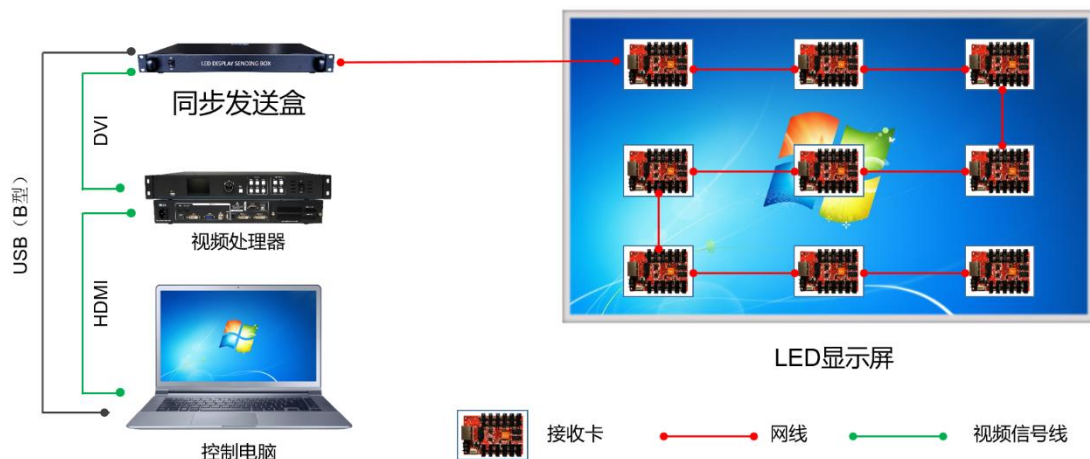 LED DISPLAY SENDING BOX
同步发送盒
DVI
USB（B型）
视频处理器
HDMI
控制电脑
LED显示屏
接收卡
网线
视频信号线